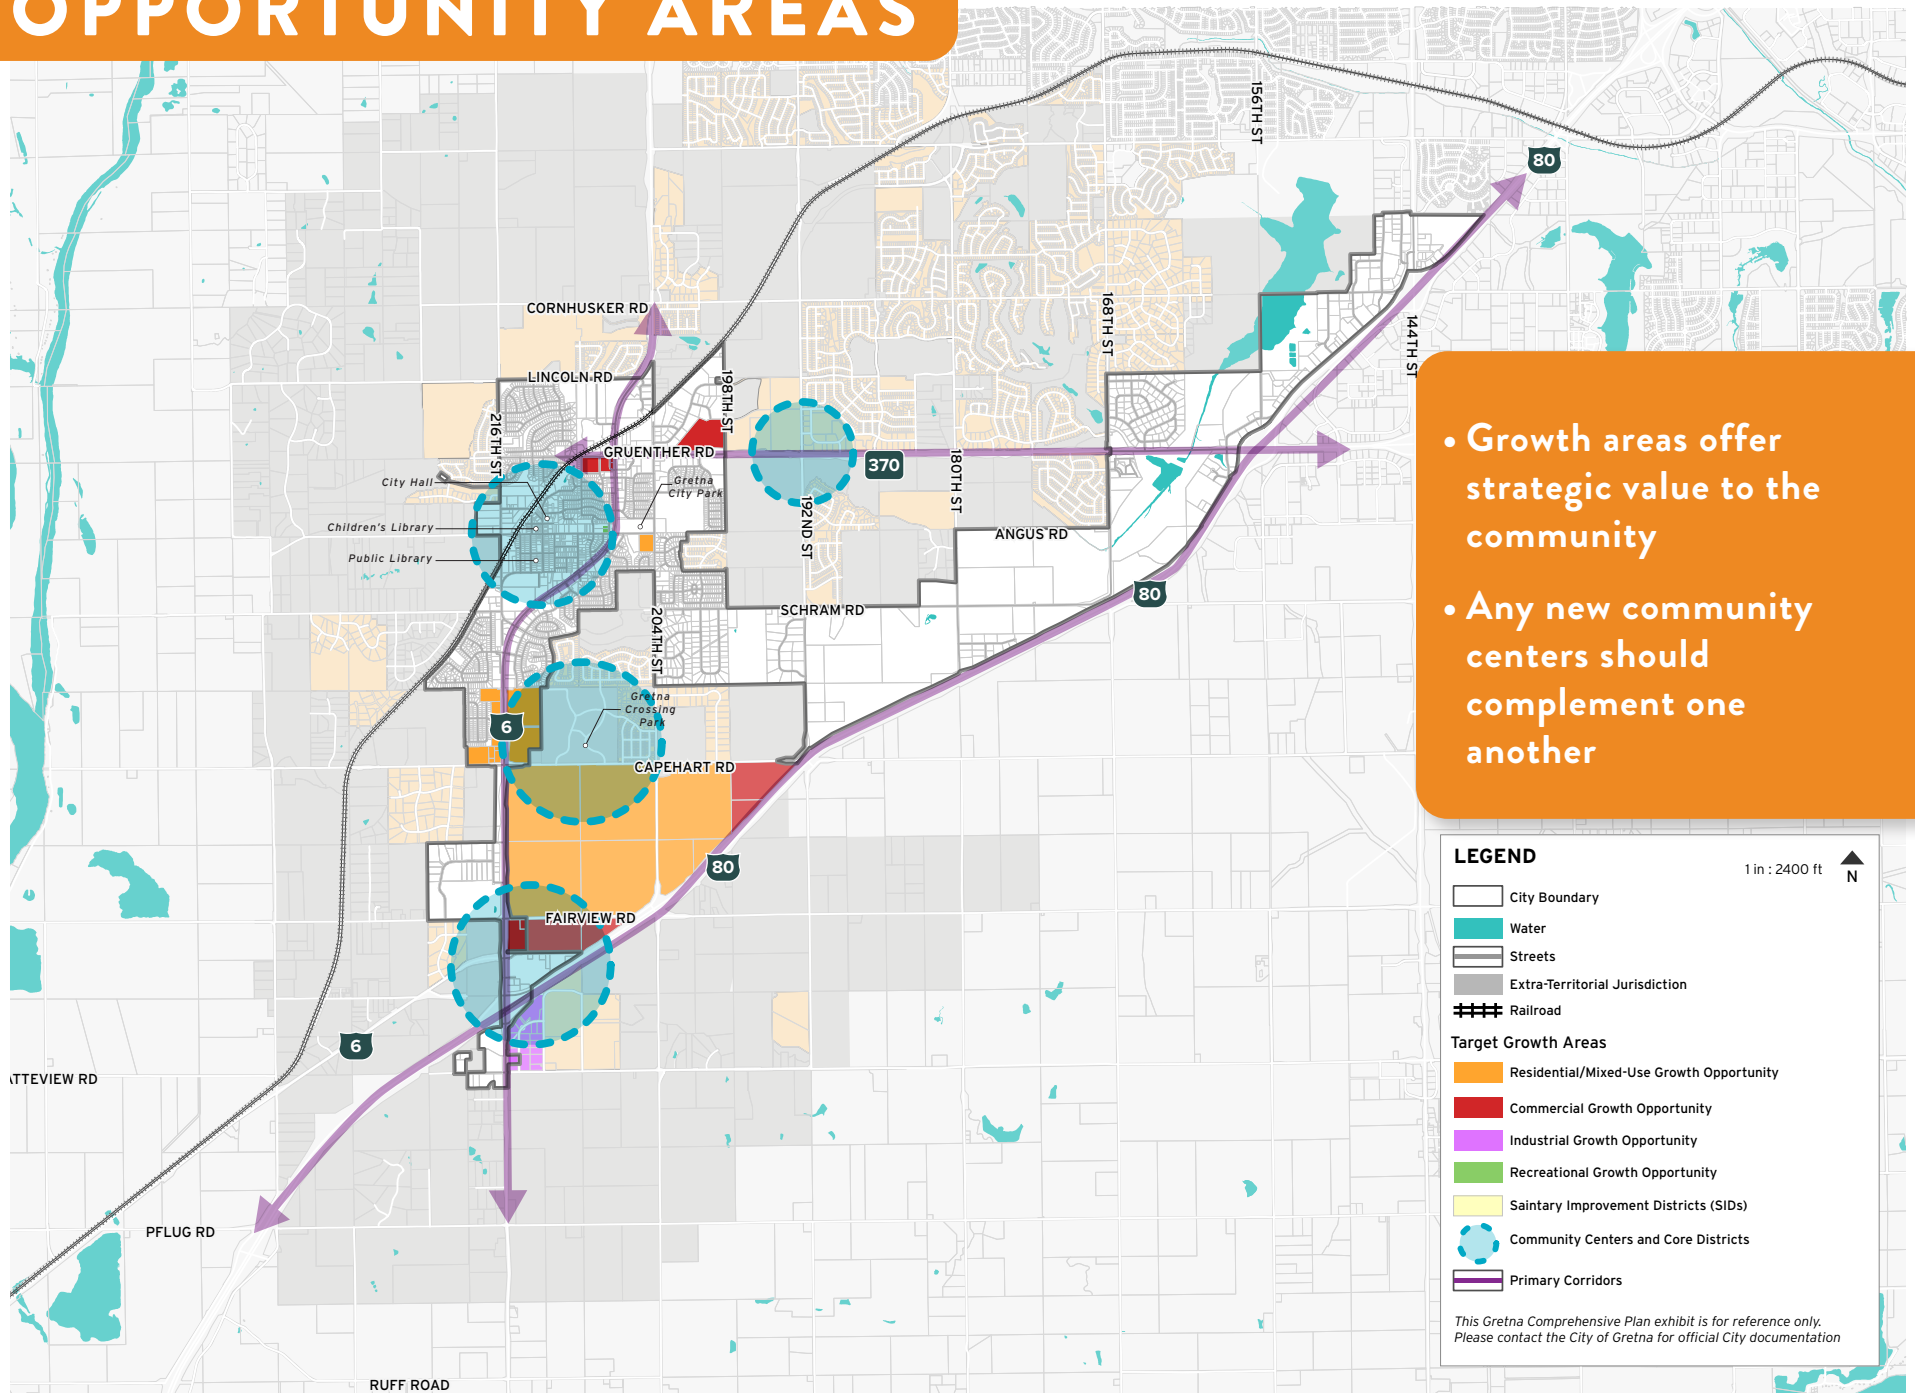 OPPORTUNITY AREAS
156TH ST
80
CORNHUSKER RD
168TH ST
144TH ST
LINCOLN RD
198TH ST
216TH ST
GRUENTHER RD
370
180TH ST
City Hall
Gretna
City Park
Children's Library
192ND ST
ANGUS RD
Public Library
80
SCHRAM RD
204TH ST
Gretna
Crossing
Park
6
CAPEHART RD
80
FAIRVIEW RD
6
ATTEVIEW RD
PFLUG RD
RUFF ROAD
• Growth areas offer
strategic value to the
community
• Any new community
centers should
complement one
another
LEGEND
1 in : 2400 ft
N
City Boundary
Water
Streets
Extra-Territorial Jurisdiction
Railroad
Target Growth Areas
Residential/Mixed-Use Growth Opportunity
Commercial Growth Opportunity
Industrial Growth Opportunity
Recreational Growth Opportunity
Saintary Improvement Districts (SIDs)
Community Centers and Core Districts
Primary Corridors
This Gretna Comprehensive Plan exhibit is for reference only.
Please contact the City of Gretna for official City documentation